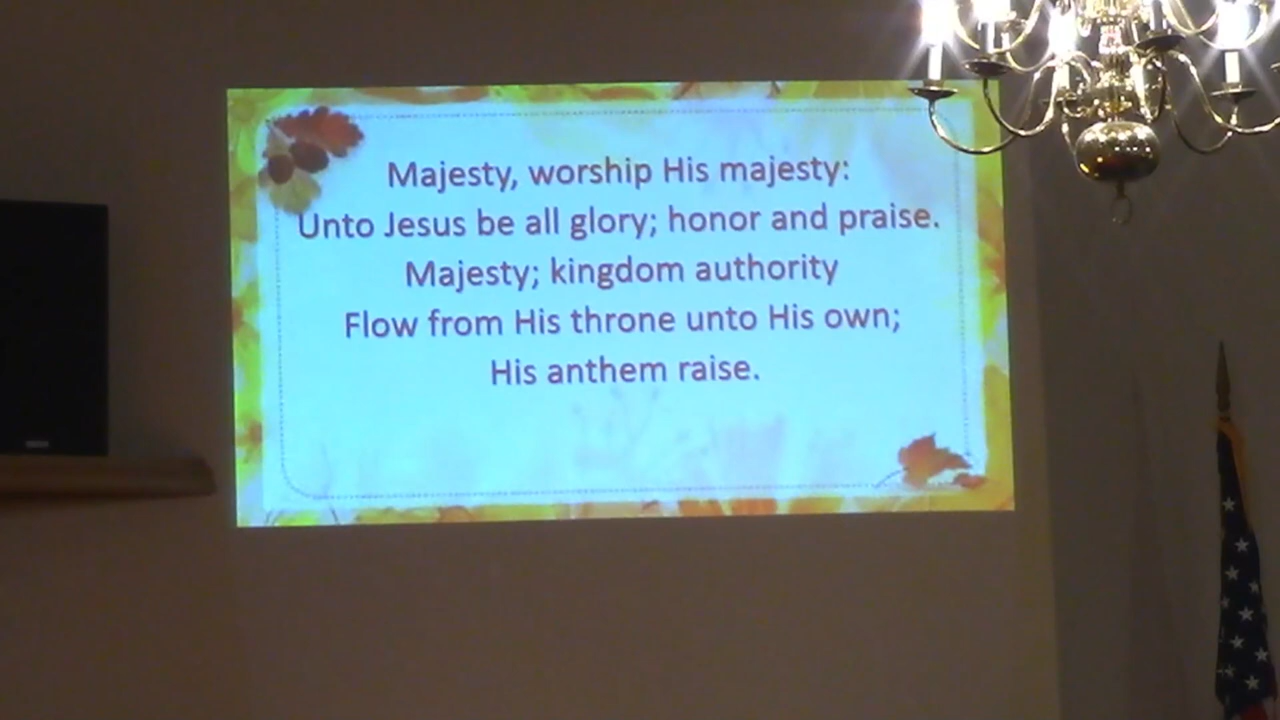 Majesty, worship His majesty:
Unto Jesus be all glory; honor and praise.
Majesty; kingdom authority
Flow from His throne unto His own;
His anthem raise.